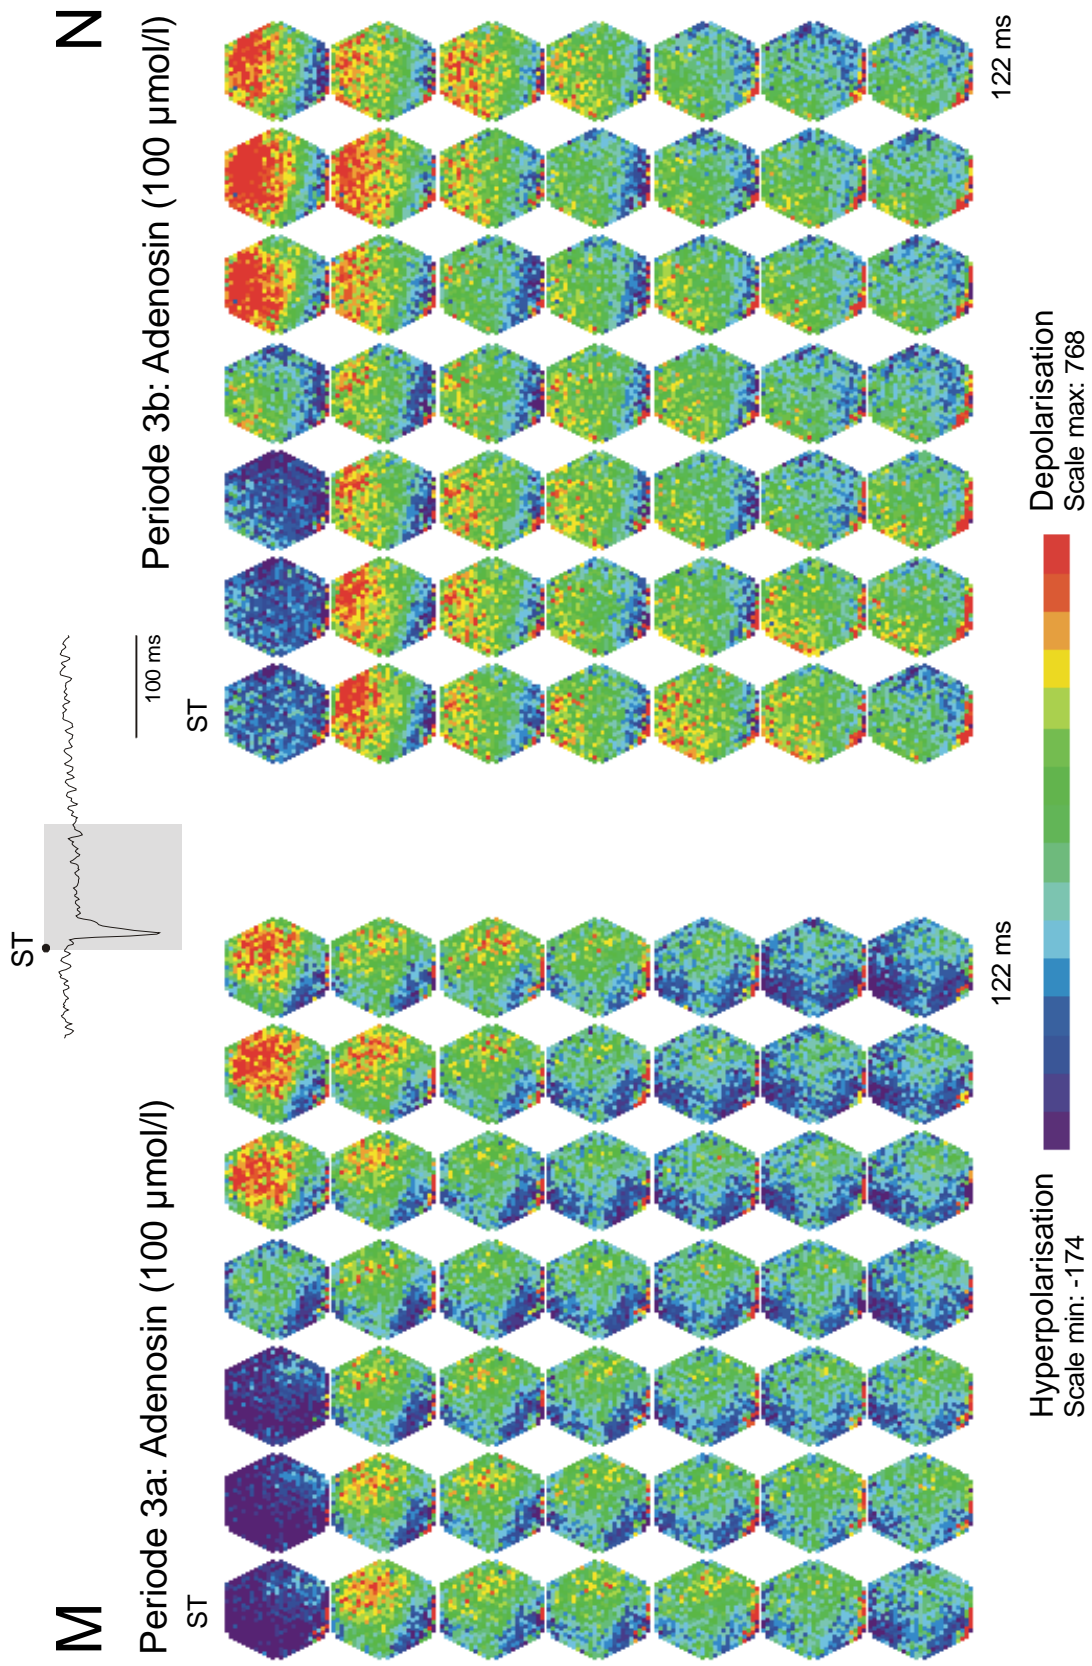 M
N
Periode 3a: Adenosin (100 µmol/l)
ST
Periode 3b: Adenosin (100 µmol/l)
ST
100 ms
ST
122 ms
122 ms
Hyperpolarisation
Scale min: -174
Depolarisation
Scale max: 768